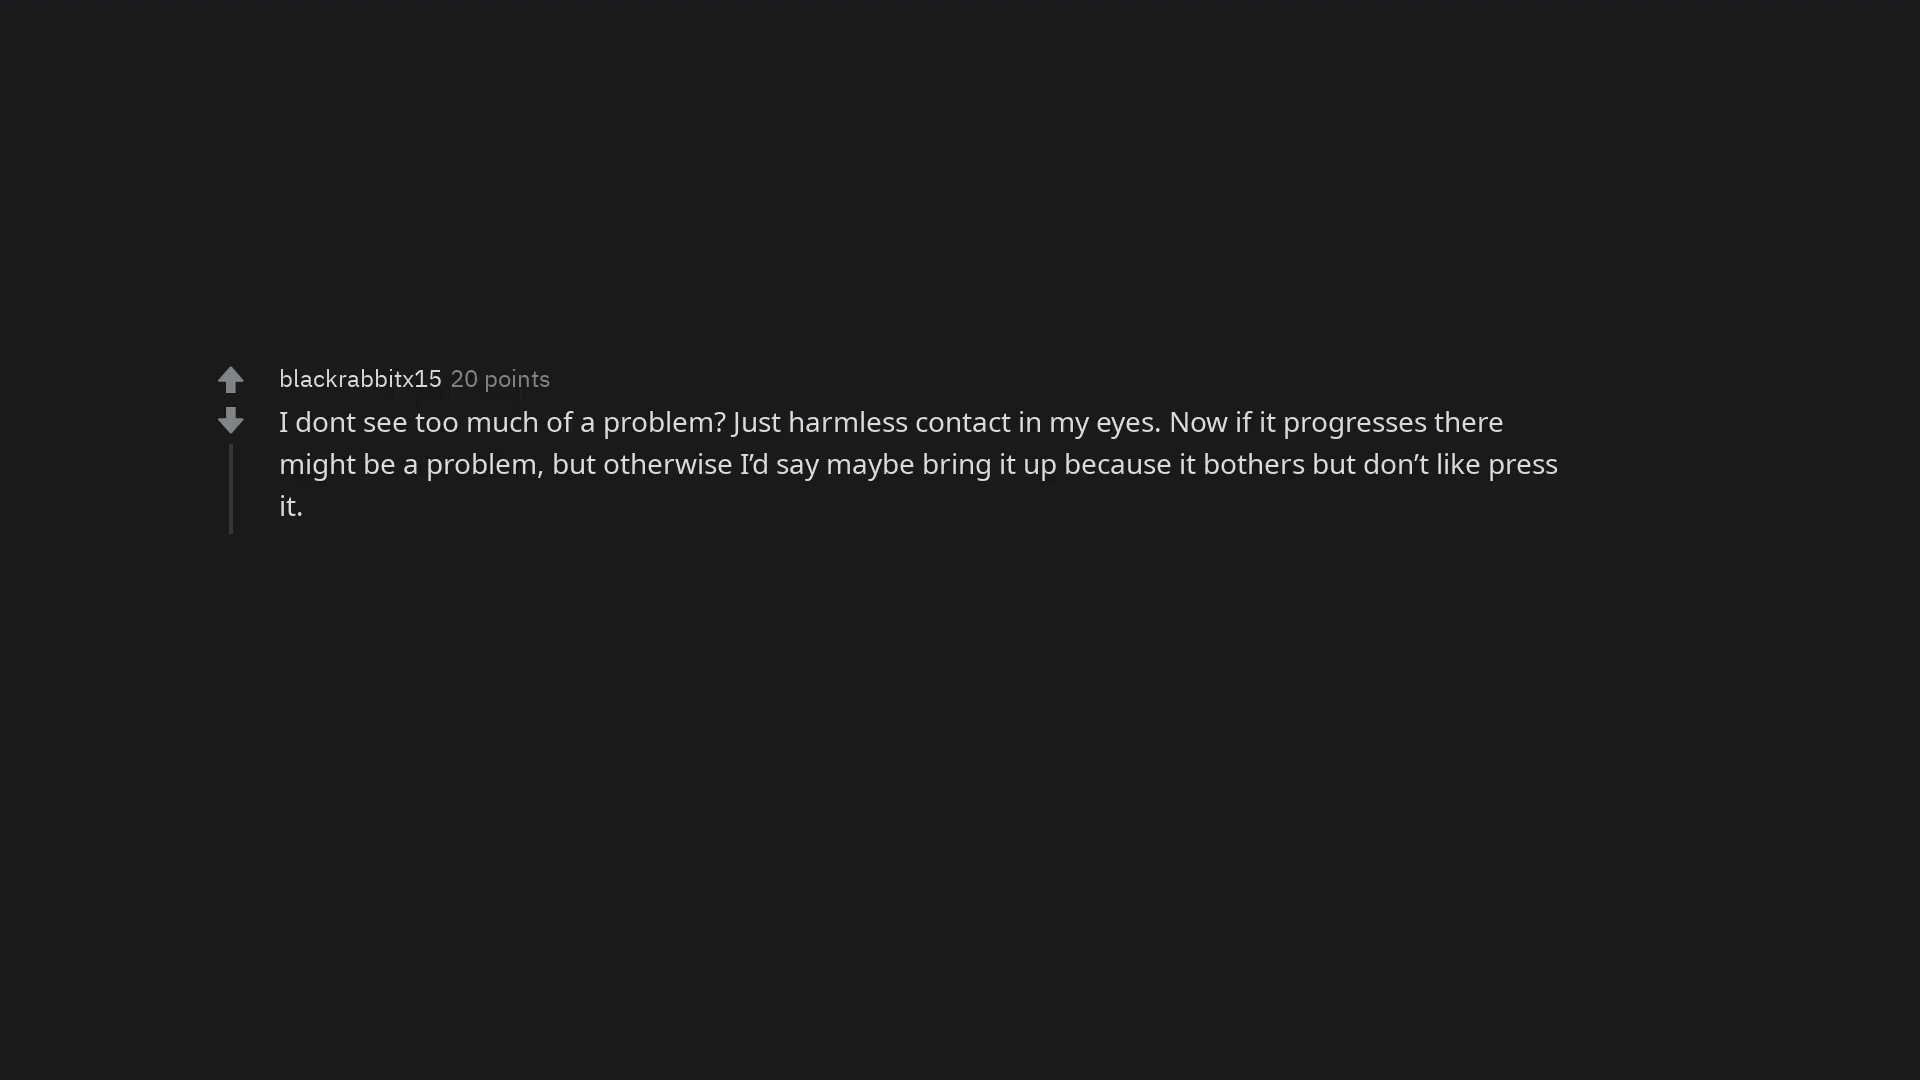 blackrabbitx15 20 points
I dont see too much of a problem? Just harmless contact in my eyes. Now if it progresses there
might be a problem, but otherwise I’d say maybe bring it up because it bothers but don’t like press
it.